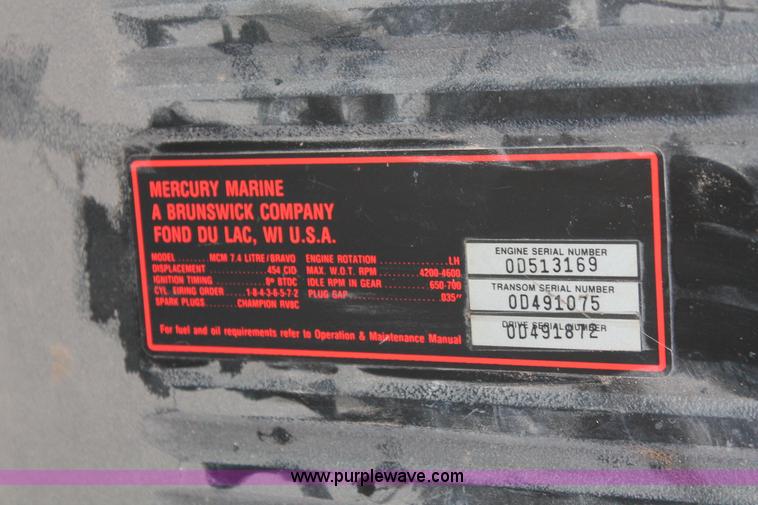 MERCURY MARINE
A BRUNSWICK COMPANY
FOND DU LAC, WI U.S.A.
MODEL.......MCM 7.4 LITRE/BRAVO
DISPLACEMENT..............454 CID
IGNITION TIMING...........8° BTDC
CYL. FIRING ORDER.....1-8-4-3-6-5-7-2
SPARK PLUGS.......CHAMPION RV8C
ENGINE ROTATION..................LH
MAX. W.O.T. RPM..........4200-4600
IDLE RPM IN GEAR...........650-700
PLUG GAP........................035"
For fuel and oil requirements refer to Operation & Maintenance Manual
ENGINE SERIAL NUMBER
0D513169
TRANSOM SERIAL NUMBER
0D491075
DRIVE SERIAL NUMBER
0D491872
www.purplewave.com